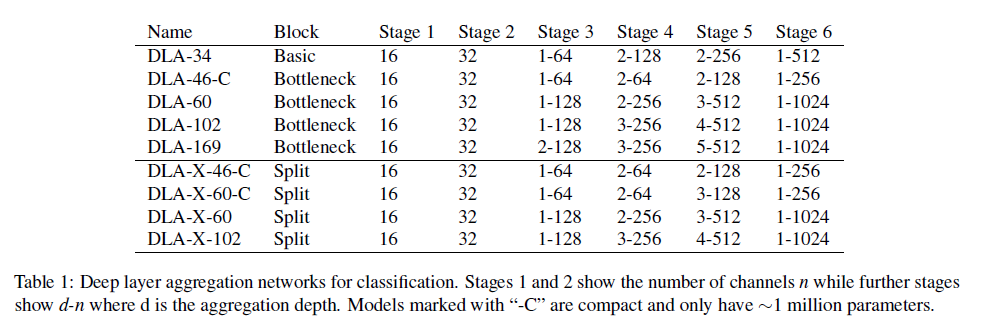 Name Block Stage 1 Stage 2 Stage 3 Stage 4 Stage 5 Stage 6
DLA-34 Basic 16 32 1-64 2-128 2-256 1-512
DLA-46-C Bottleneck 16 32 1-64 2-64 2-128 1-256
DLA-60 Bottleneck 16 32 1-128 2-256 3-512 1-1024
DLA-102 Bottleneck 16 32 1-128 3-256 4-512 1-1024
DLA-169 Bottleneck 16 32 2-128 3-256 5-512 1-1024
DLA-X-46-C Split 16 32 1-64 2-64 2-128 1-256
DLA-X-60-C Split 16 32 1-64 2-64 3-128 1-256
DLA-X-60 Split 16 32 1-128 2-256 3-512 1-1024
DLA-X-102 Split 16 32 1-128 3-256 4-512 1-1024
Table 1: Deep layer aggregation networks for classification. Stages 1 and 2 show the number of channels n while further stages
show d-n where d is the aggregation depth. Models marked with “-C” are compact and only have ∼1 million parameters.